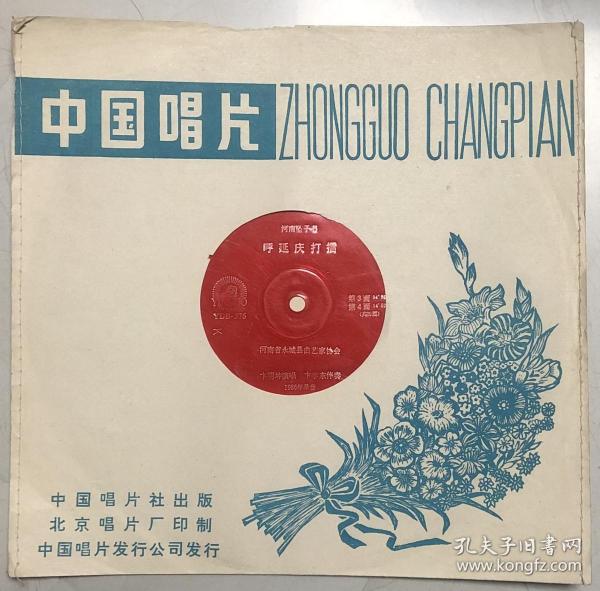 中国唱片 ZHONGGUO CHANGPIAN
河南坠子
呼延庆打擂
第3面
第4面
河南省永城县曲艺家协会
中国唱片社出版
北京唱片厂印制
中国唱片发行公司发行
孔夫子旧书网
www.kongfz.com